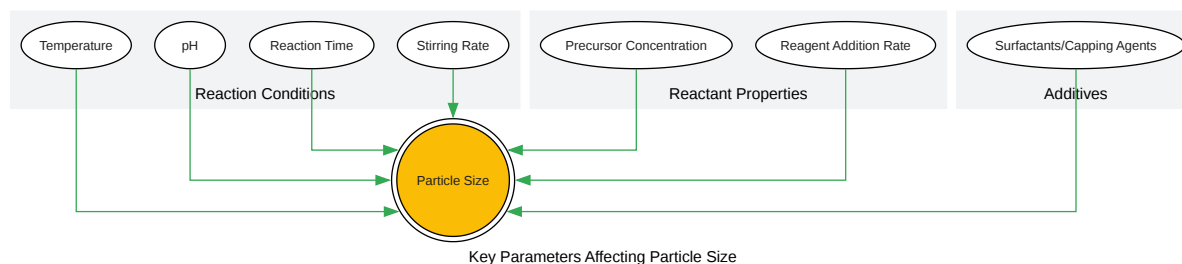 Temperature
pH
Reaction Time
Stirring Rate
Precursor Concentration
Reagent Addition Rate
Surfactants/Capping Agents
Reaction Conditions
Reactant Properties
Additives
Particle Size
Key Parameters Affecting Particle Size